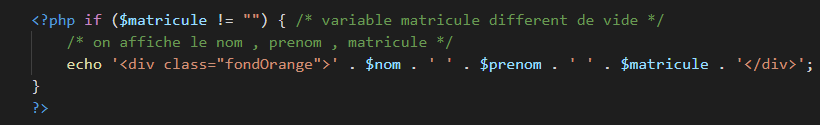 <?php if ($matricule != "") { /* variable matricule different de vide */
/* on affiche le nom , prenom , matricule */
echo '<div class="fondOrange">' . $nom . ' ' . $prenom . ' ' . $matricule . '</div>';
}
?>